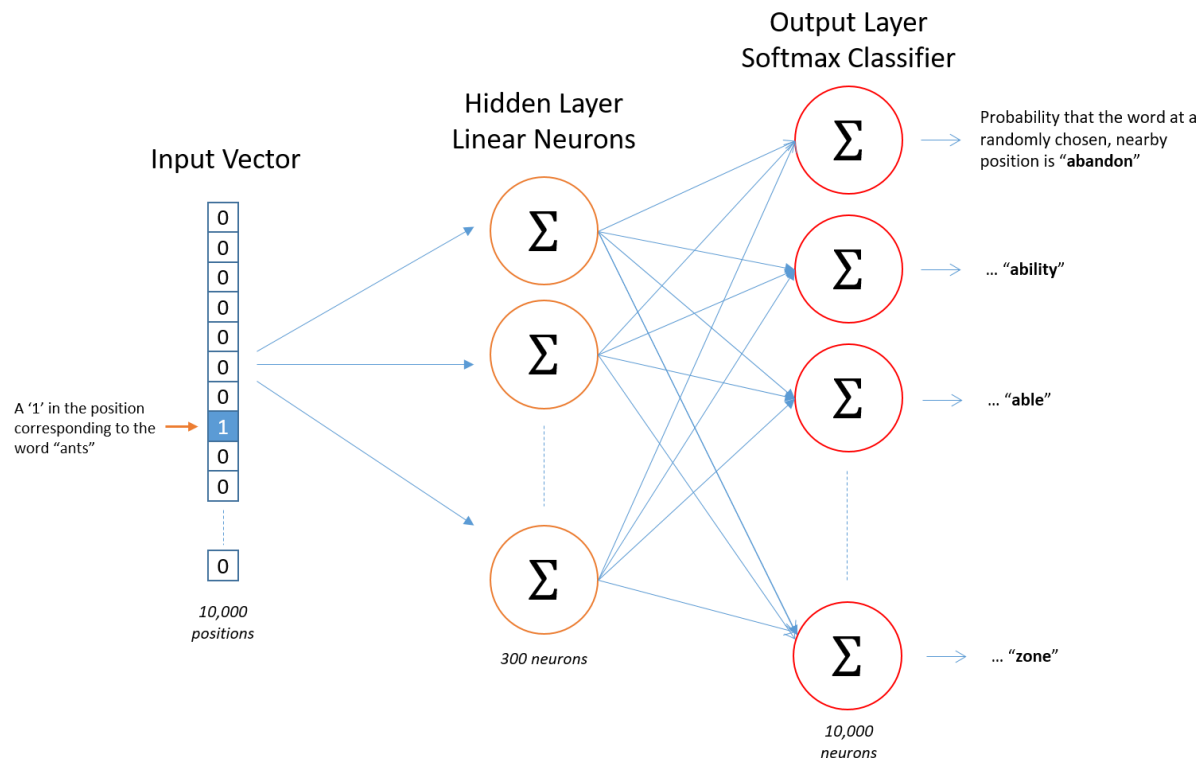 Output Layer
Softmax Classifier
Hidden Layer
Linear Neurons
Input Vector
0
0
0
0
0
0
0
1
0
0
0
A ‘1’ in the position
corresponding to the
word “ants”
10,000
positions
Σ
Σ
Σ
300 neurons
Σ
Σ
Σ
Σ
10,000
neurons
Probability that the word at a
randomly chosen, nearby
position is “abandon”
... “ability”
... “able”
... “zone”